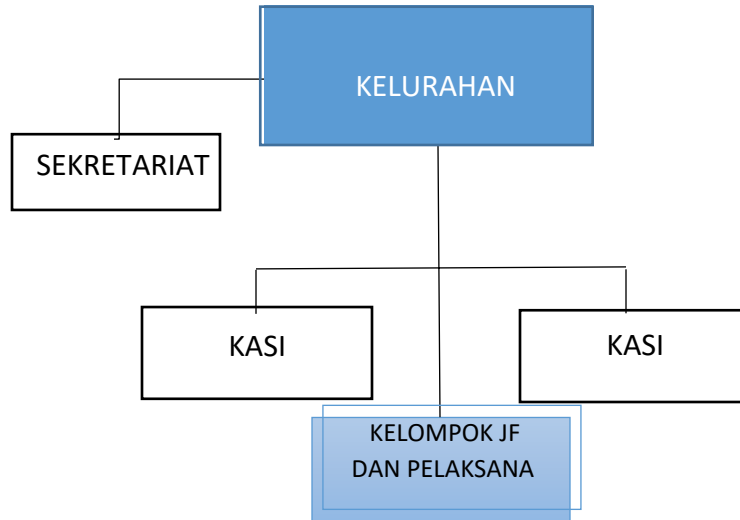 KELURAHAN
SEKRETARIAT
KASI
KASI
KELOMPOK JF
DAN PELAKSANA